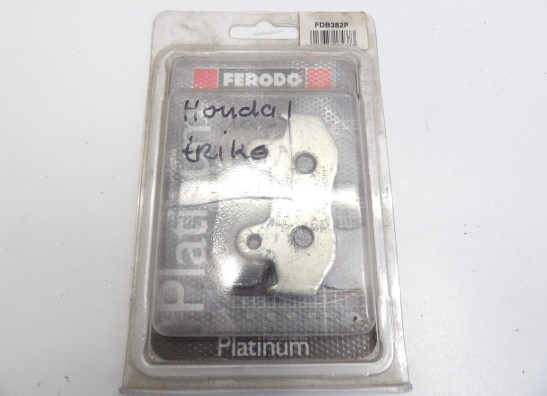 FDB382P
FERODO
Honda/
trike
Platinum
Platinum